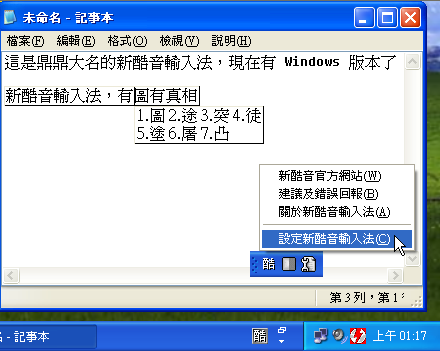 未命名 - 記事本
檔案(F) 編輯(E) 格式(O) 檢視(V) 說明(H)
這是鼎鼎大名的新酷音輸入法，現在有 Windows 版本了
新酷音輸入法，有圖有真相
1.圖 2.途 3.突 4.徒
5.塗 6.屠 7.凸
新酷音官方網站(W)
建議及錯誤回報(B)
關於新酷音輸入法(A)
設定新酷音輸入法(C)
酷
第 3 列，第 1
名 - 記事本
酷
上午 01:17